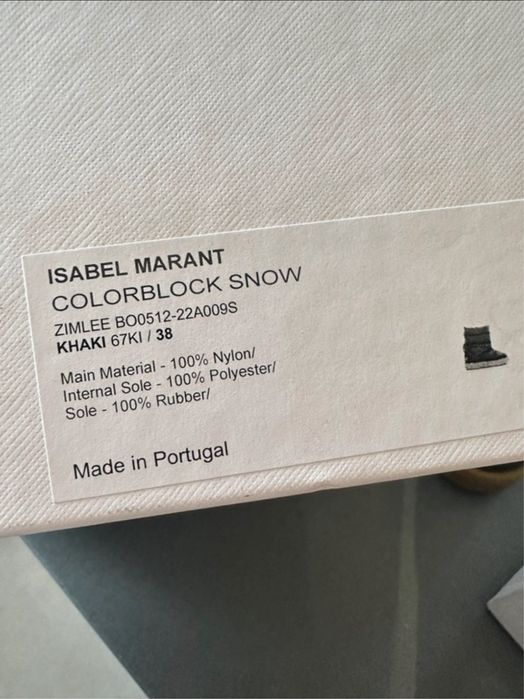 ISABEL MARANT
COLORBLOCK SNOW
ZIMLEE BO0512-22A009S
KHAKI 67KI / 38
Main Material - 100% Nylon/
Internal Sole - 100% Polyester/
Sole - 100% Rubber/
Made in Portugal